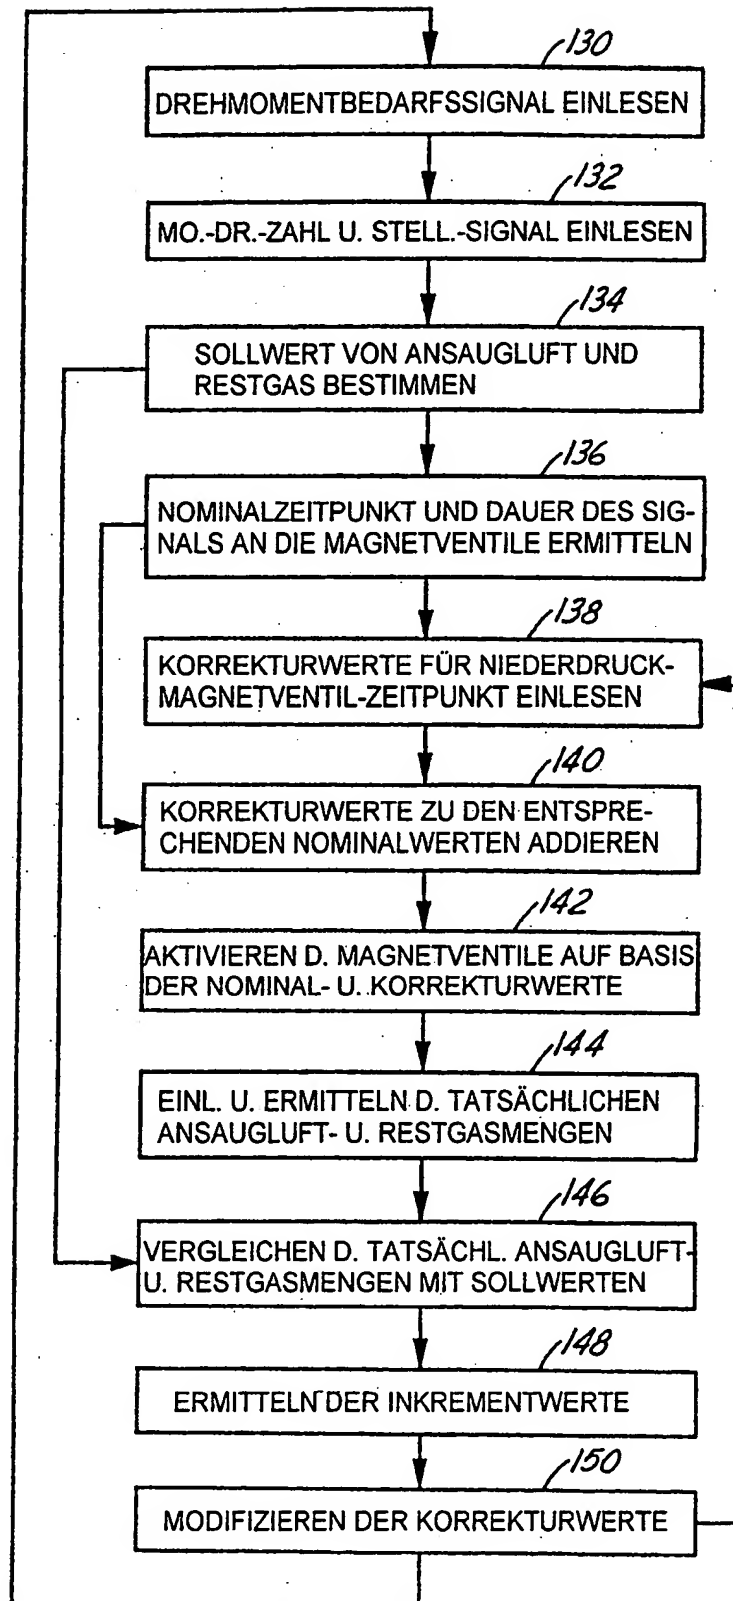 130
DREHMOMENTBEDARFSSIGNAL EINLESEN
132
MO.-DR.-ZAHL U. STELL.-SIGNAL EINLESEN
134
SOLLWERT VON ANSAUGLUFT UND
RESTGAS BESTIMMEN
136
NOMINALZEITPUNKT UND DAUER DES SIG-
NALS AN DIE MAGNETVENTILE ERMITTELN
138
KORREKTURWERTE FÜR NIEDERDRUCK-
MAGNETVENTIL-ZEITPUNKT EINLESEN
140
KORREKTURWERTE ZU DEN ENTSPRE-
CHENDEN NOMINALWERTEN ADDIEREN
142
AKTIVIEREN D. MAGNETVENTILE AUF BASIS
DER NOMINAL- U. KORREKTURWERTE
144
EINL. U. ERMITTELN D. TATSÄCHLICHEN
ANSAUGLUFT- U. RESTGASMENGEN
146
VERGLEICHEN D. TATSÄCHL. ANSAUGLUFT-
U. RESTGASMENGEN MIT SOLLWERTEN
148
ERMITTELN DER INKREMENTWERTE
150
MODIFIZIEREN DER KORREKTURWERTE